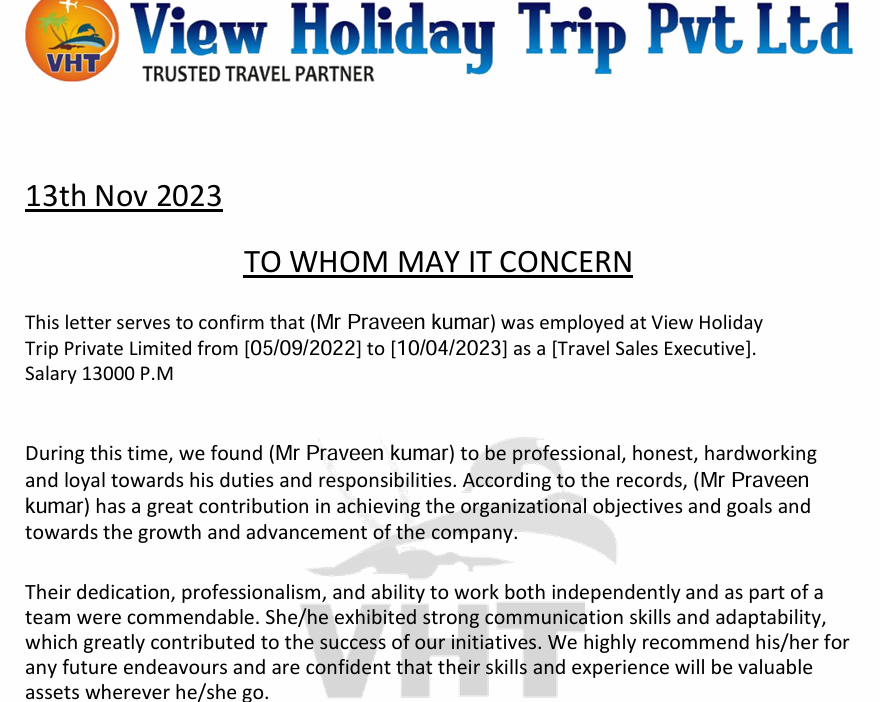 VHT
View Holiday Trip Pvt Ltd
TRUSTED TRAVEL PARTNER
13th Nov 2023
TO WHOM MAY IT CONCERN
This letter serves to confirm that (Mr Praveen kumar) was employed at View Holiday
Trip Private Limited from [05/09/2022] to [10/04/2023] as a [Travel Sales Executive].
Salary 13000 P.M
During this time, we found (Mr Praveen kumar) to be professional, honest, hardworking
and loyal towards his duties and responsibilities. According to the records, (Mr Praveen
kumar) has a great contribution in achieving the organizational objectives and goals and
towards the growth and advancement of the company.
Their dedication, professionalism, and ability to work both independently and as part of a
team were commendable. She/he exhibited strong communication skills and adaptability,
which greatly contributed to the success of our initiatives. We highly recommend his/her for
any future endeavours and are confident that their skills and experience will be valuable
assets wherever he/she go.
VHT